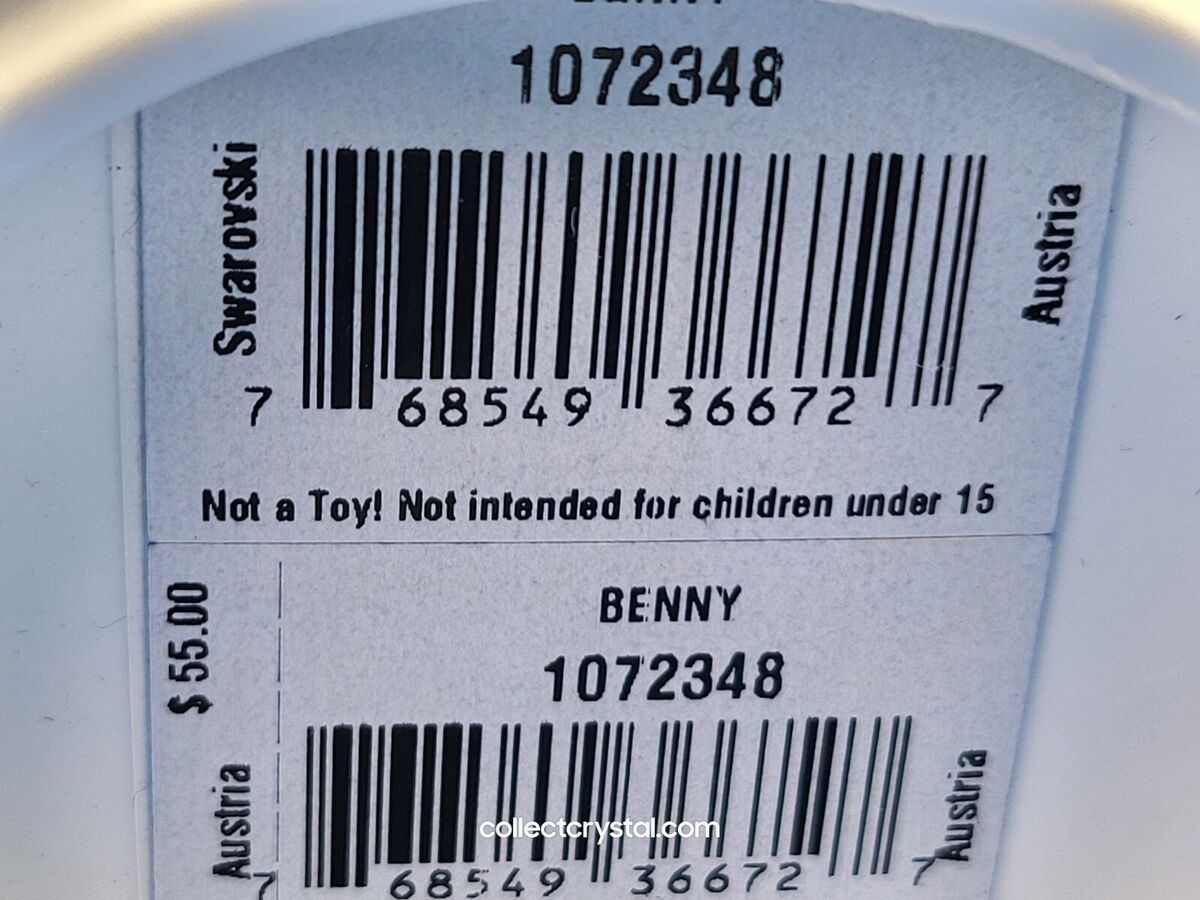 BENNY
1072348
Swarovski
Austria
7 68549 36672 7
Not a Toy! Not intended for children under 15
$ 55.00
BENNY
1072348
Austria
Austria
7 68549 36672 7
collectcrystal.com